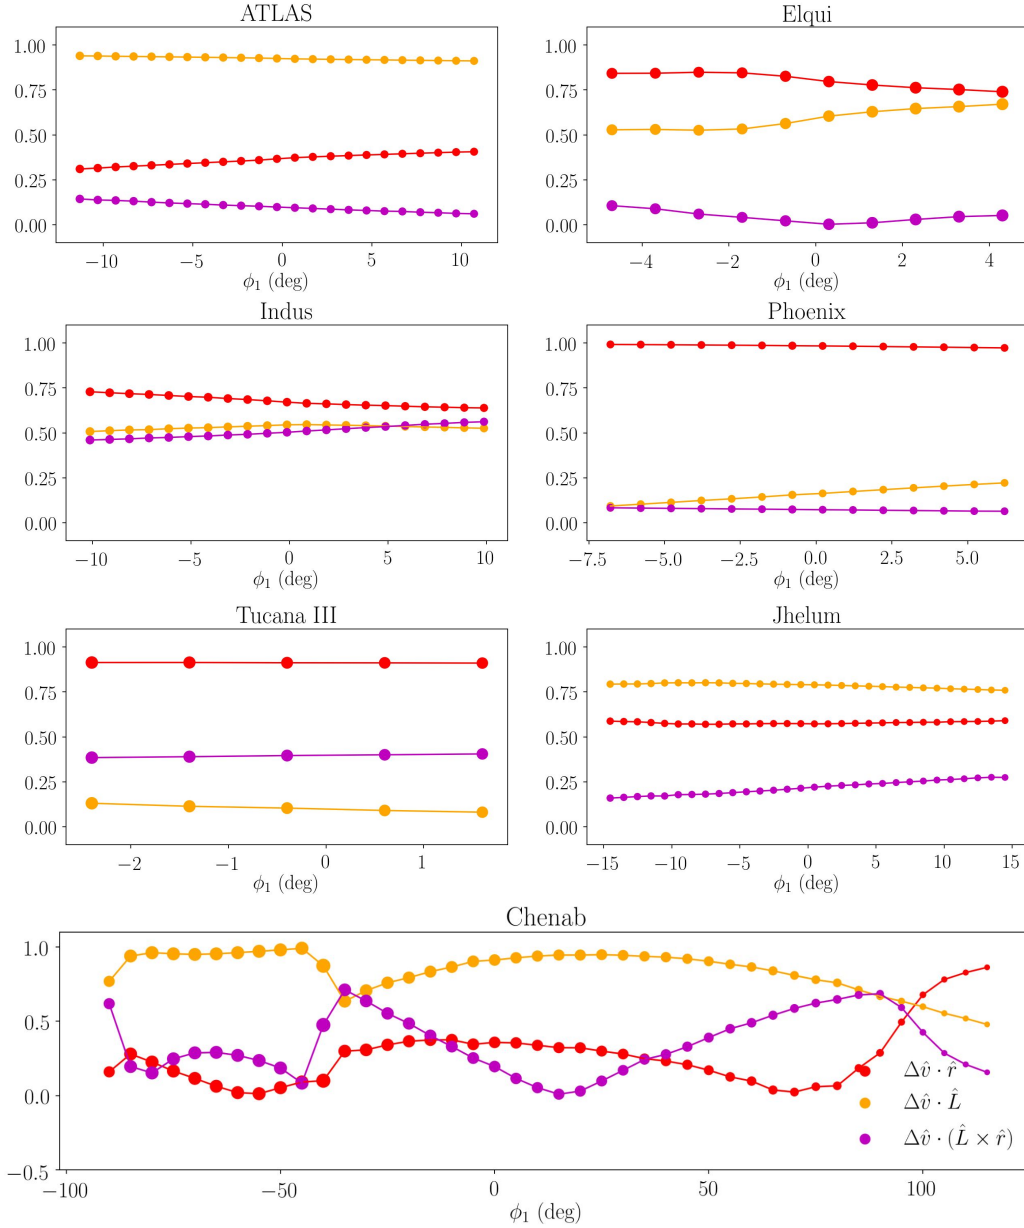 ATLAS
1.00
0.75
0.50
0.25
0.00
−10 −5 0 5 10
ϕ₁ (deg)
Elqui
1.00
0.75
0.50
0.25
0.00
−4 −2 0 2 4
ϕ₁ (deg)
Indus
1.00
0.75
0.50
0.25
0.00
−10 −5 0 5 10
ϕ₁ (deg)
Phoenix
1.00
0.75
0.50
0.25
0.00
−7.5 −5.0 −2.5 0.0 2.5 5.0
ϕ₁ (deg)
Tucana III
1.00
0.75
0.50
0.25
0.00
−2 −1 0 1
ϕ₁ (deg)
Jhelum
1.00
0.75
0.50
0.25
0.00
−15 −10 −5 0 5 10 15
ϕ₁ (deg)
Chenab
1.0
0.5
0.0
−0.5
Δv̂ · r̂
Δv̂ · L̂
Δv̂ · (L̂ × r̂)
−100 −50 0 50 100
ϕ₁ (deg)